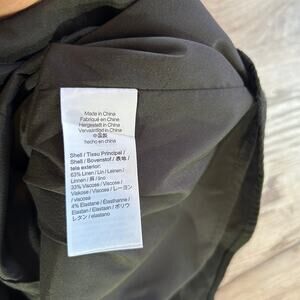 Made in China
Fabriqué en Chine
Hergestellt in China
Vervaardigd in China
中国製
hecho en china
Shell / Tissu Principal /
Shell / Bovenstof / 表地 /
tela exterior:
63% Linen / Lin / Leinen /
Linnen / 麻 / lino
33% Viscose / Viscose /
Viskose / Viscose / レーヨン
/ viscosa
4% Elastane / Élasthanne /
Elastan / Elastaan / ポリウ
レタン / elastano